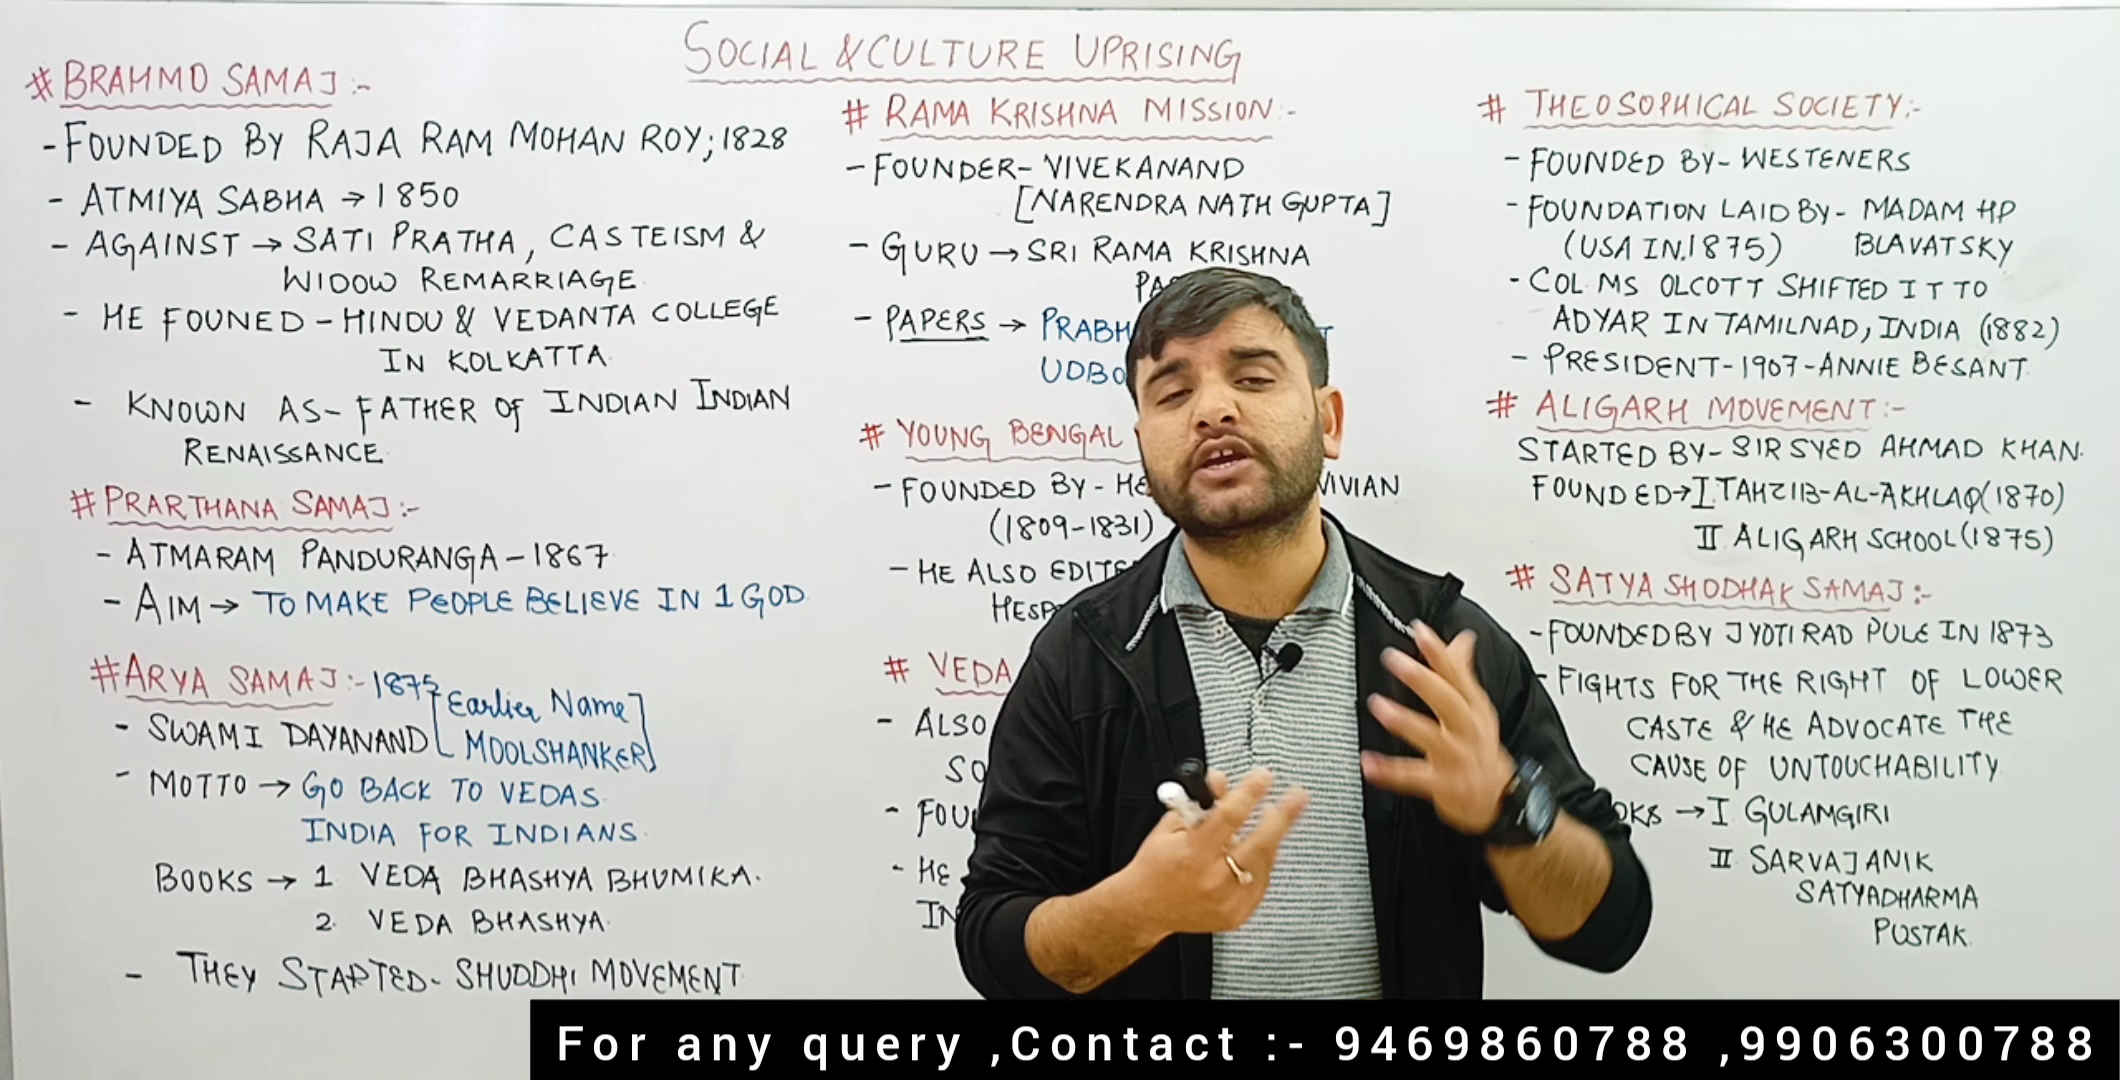 SOCIAL & CULTURE UPRISING
# BRAHMO SAMAJ :-
- FOUNDED BY RAJA RAM MOHAN ROY; 1828
- ATMIYA SABHA → 1850
- AGAINST → SATI PRATHA, CASTEISM &
WIDOW REMARRIAGE.
- HE FOUNED - HINDU & VEDANTA COLLEGE
IN KOLKATTA.
- KNOWN AS - FATHER OF INDIAN INDIAN
RENAISSANCE.
# PRARTHANA SAMAJ :-
- ATMARAM PANDURANGA - 1867
- AIM → TO MAKE PEOPLE BELIEVE IN 1 GOD.
# ARYA SAMAJ :- 1875
- SWAMI DAYANAND [Earlier Name]
[MOOLSHANKER]
- MOTTO → GO BACK TO VEDAS.
INDIA FOR INDIANS.
BOOKS → 1 VEDA BHASHYA BHUMIKA.
2. VEDA BHASHYA.
- THEY STARTED - SHUDDHI MOVEMENT
# RAMA KRISHNA MISSION :-
- FOUNDER - VIVEKANAND
[NARENDRA NATH GUPTA]
- GURU → SRI RAMA KRISHNA
- PAPERS →
# YOUNG BENGAL
- FOUNDED BY - VIVIAN
(1809-1831)
- HE ALSO
# VEDA
- ALSO
- HE
IN
# THEOSOPHICAL SOCIETY :-
- FOUNDED BY - WESTENERS
- FOUNDATION LAID BY - MADAM HP
(USA IN.1875) BLAVATSKY
- COL MS OLCOTT SHIFTED IT TO
ADYAR IN TAMILNAD, INDIA (1882)
- PRESIDENT - 1907 - ANNIE BESANT.
# ALIGARH MOVEMENT :-
STARTED BY - SIR SYED AHMAD KHAN.
FOUNDED → I. TAHZIB-AL-AKHLAQ (1870)
II ALIGARH SCHOOL (1875)
# SATYA SHODHAK SAMAJ :-
- FOUNDED BY JYOTI RAD PULE IN 1873
- FIGHTS FOR THE RIGHT OF LOWER
CASTE & HE ADVOCATE THE
CAUSE OF UNTOUCHABILITY.
→ I GULAMGIRI
II SARVAJANIK
SATYADHARMA
PUSTAK.
For any query ,Contact :- 9469860788 ,9906300788